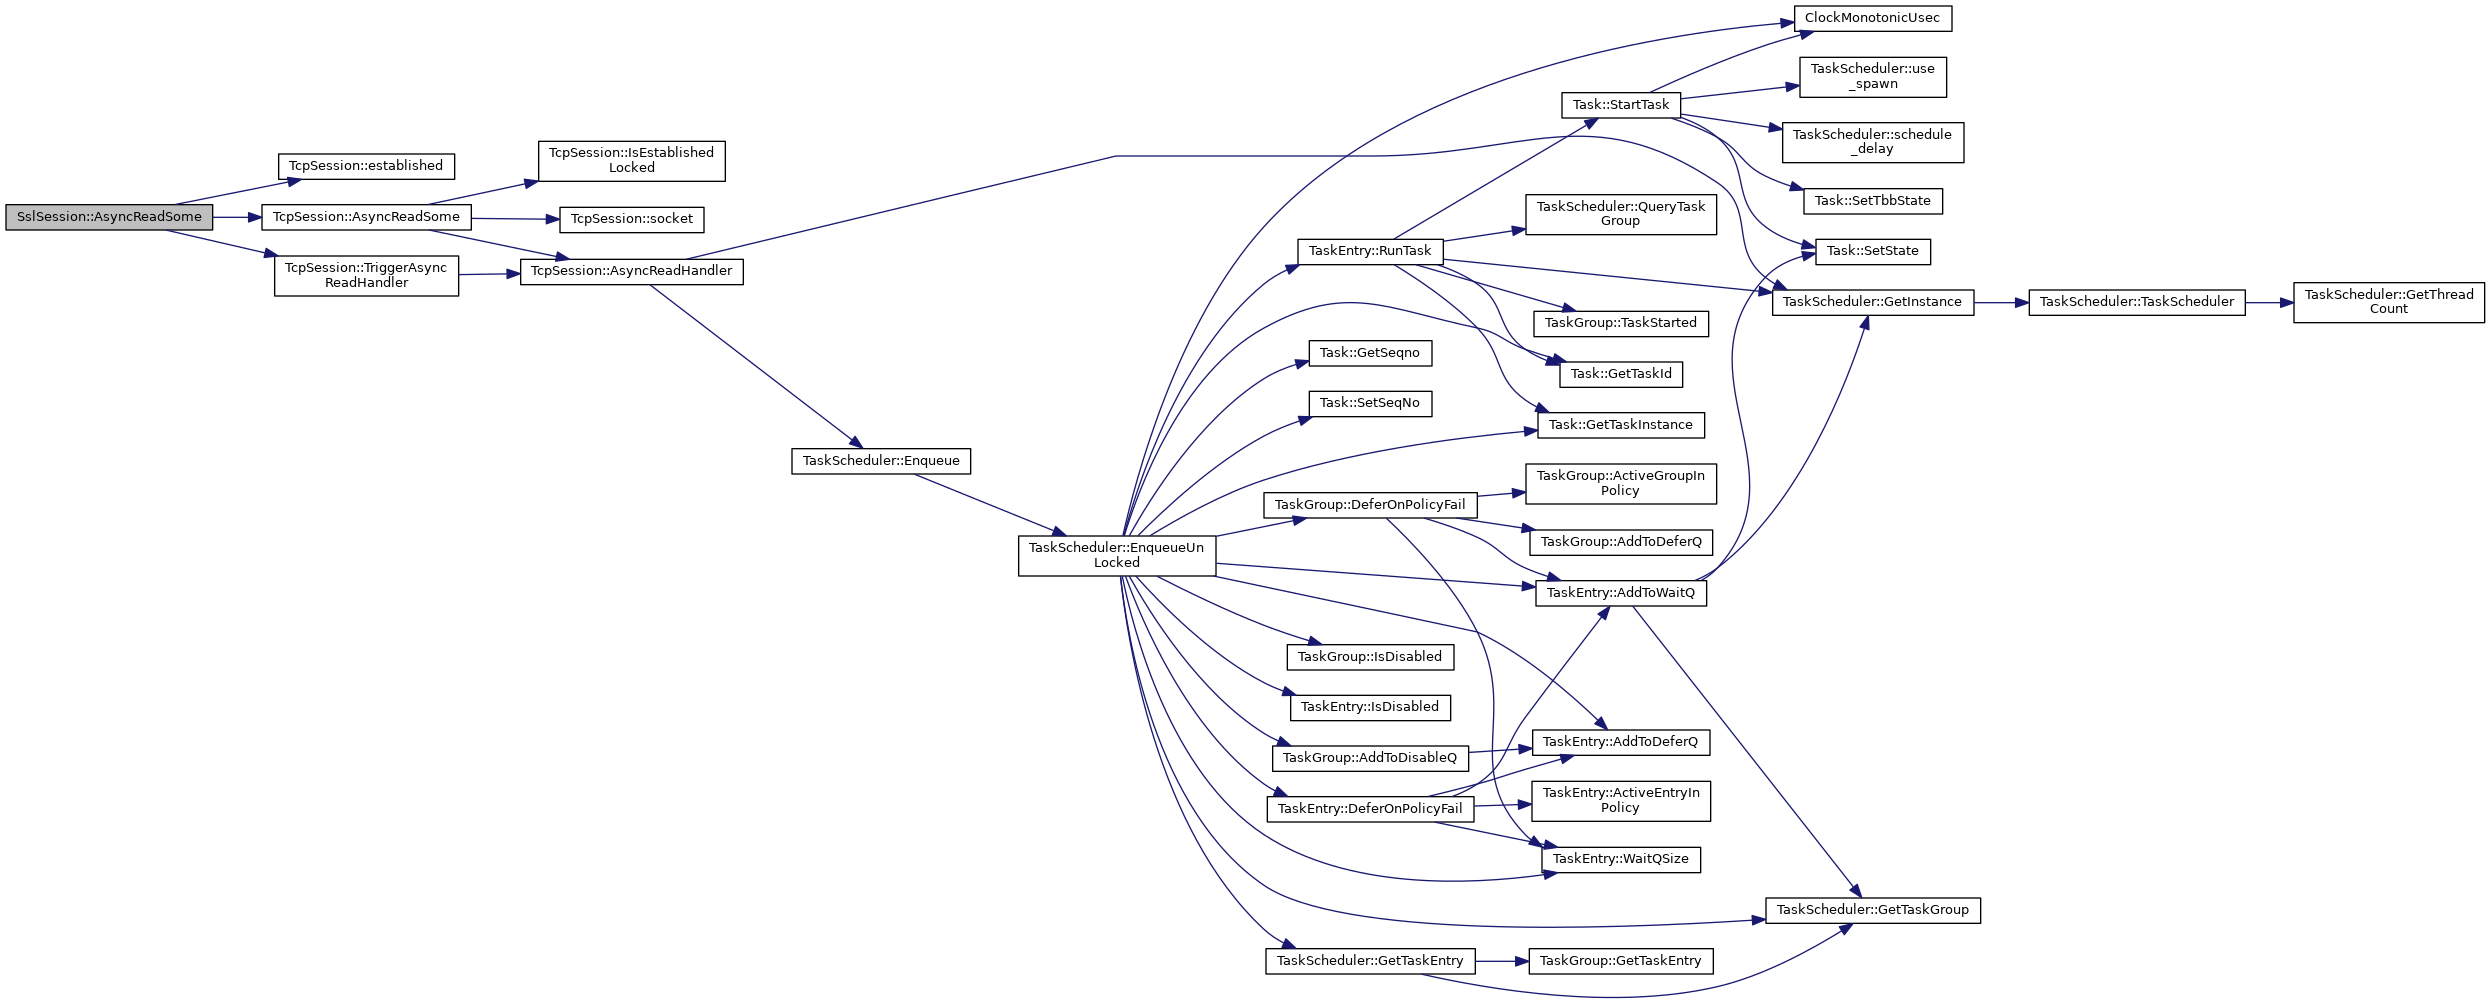 SslSession::AsyncReadSome
TcpSession::established
TcpSession::AsyncReadSome
TcpSession::TriggerAsync
ReadHandler
TcpSession::IsEstablished
Locked
TcpSession::socket
TcpSession::AsyncReadHandler
TaskScheduler::Enqueue
TaskScheduler::EnqueueUn
Locked
TaskEntry::RunTask
Task::GetSeqno
Task::SetSeqNo
TaskGroup::DeferOnPolicyFail
TaskGroup::IsDisabled
TaskEntry::IsDisabled
TaskGroup::AddToDisableQ
TaskEntry::DeferOnPolicyFail
TaskScheduler::GetTaskEntry
Task::StartTask
TaskScheduler::QueryTask
Group
TaskGroup::TaskStarted
Task::GetTaskId
Task::GetTaskInstance
TaskGroup::ActiveGroupIn
Policy
TaskGroup::AddToDeferQ
TaskEntry::AddToWaitQ
TaskEntry::AddToDeferQ
TaskEntry::ActiveEntryIn
Policy
TaskEntry::WaitQSize
TaskGroup::GetTaskEntry
ClockMonotonicUsec
TaskScheduler::use
_spawn
TaskScheduler::schedule
_delay
Task::SetTbbState
Task::SetState
TaskScheduler::GetInstance
TaskScheduler::GetTaskGroup
TaskScheduler::TaskScheduler
TaskScheduler::GetThread
Count